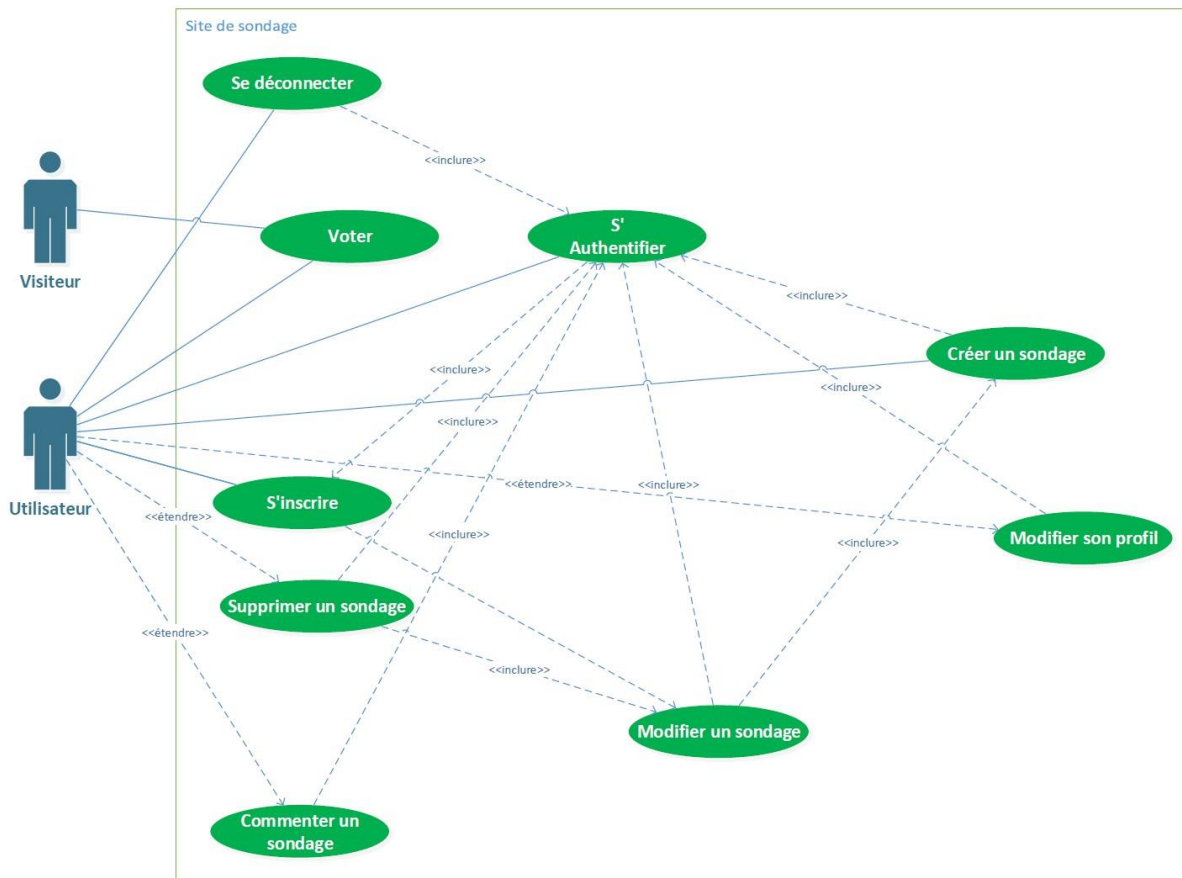 Site de sondage
Se déconnecter
<<inclure>>
Visiteur
Voter
S'
Authentifier
<<inclure>>
Créer un sondage
<<inclure>>
<<inclure>>
<<inclure>>
Utilisateur
S'inscrire
<<étendre>>
<<inclure>>
<<étendre>>
<<inclure>>
<<inclure>>
Modifier son profil
Supprimer un sondage
<<étendre>>
<<inclure>>
Modifier un sondage
Commenter un
sondage